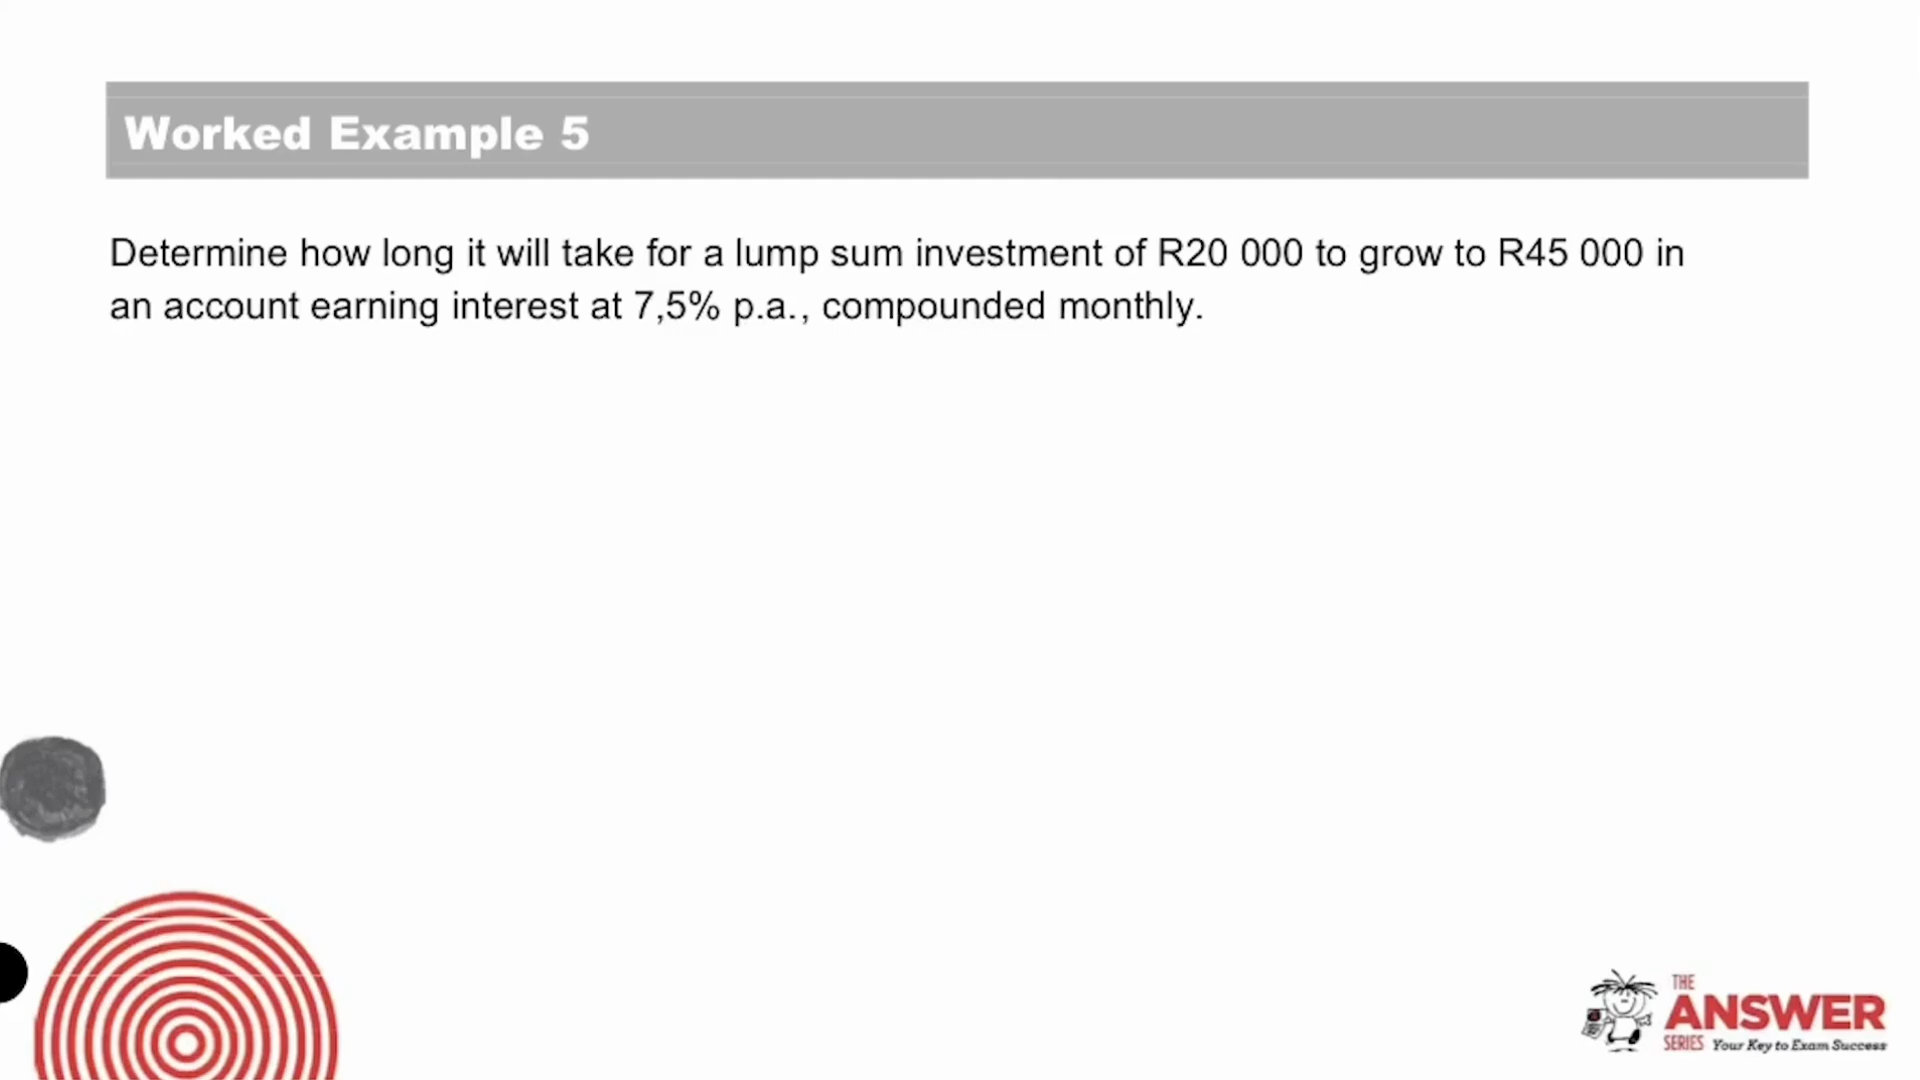 Worked Example 5
Determine how long it will take for a lump sum investment of R20 000 to grow to R45 000 in
an account earning interest at 7,5% p.a., compounded monthly.
THE
ANSWER
SERIES Your Key to Exam Success